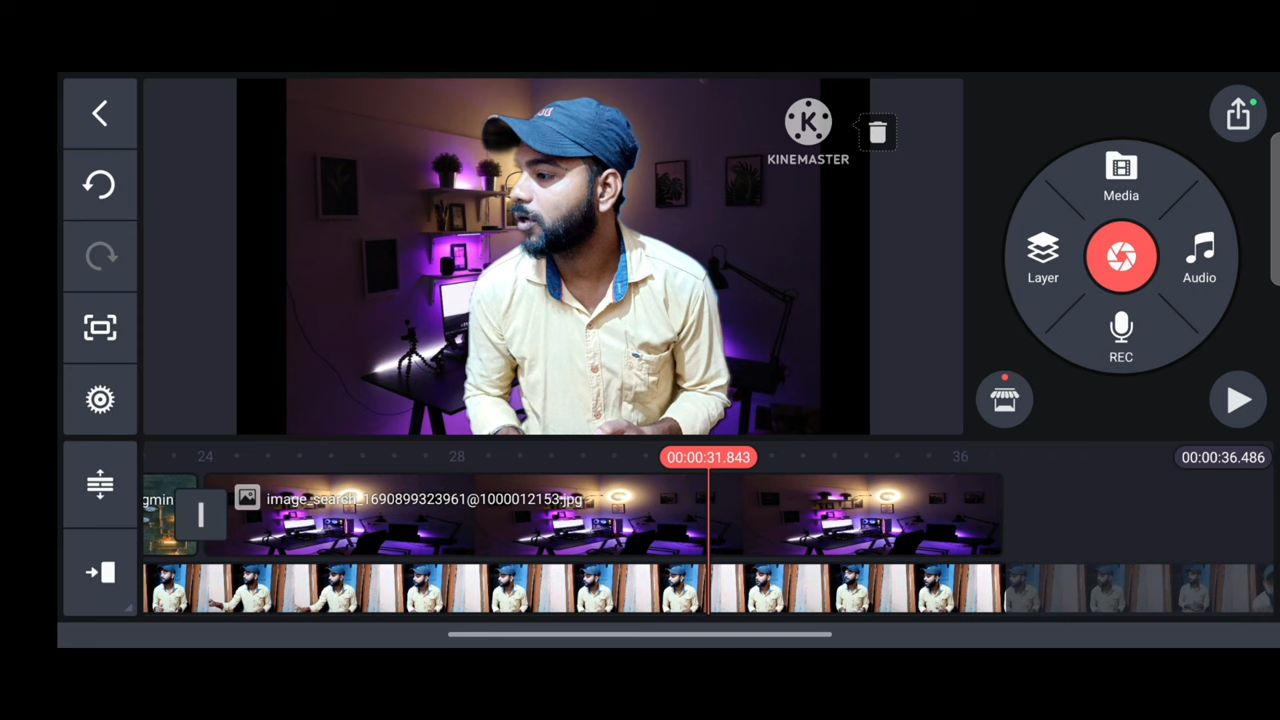 K
KINEMASTER
Media
Layer
Audio
REC
24
28
00:00:31.843
36
00:00:36.486
gmin
image_search_1690899323961@1000012153.jpg